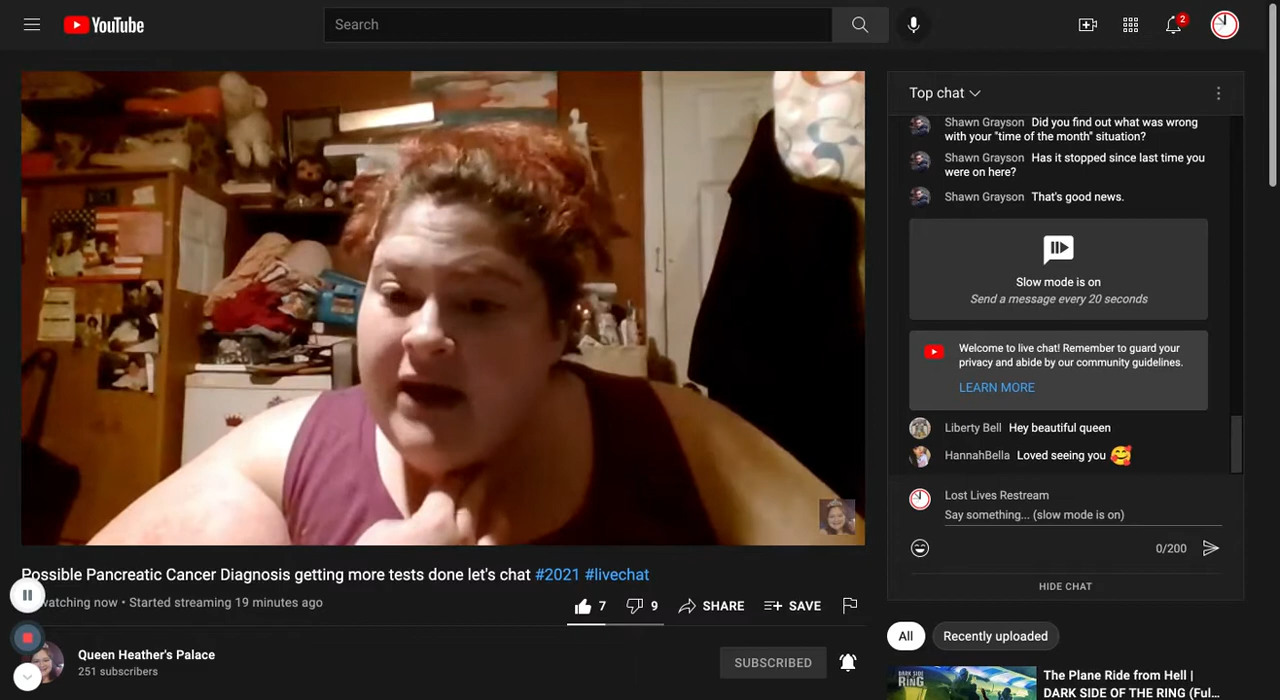 YouTube
Search
2
Top chat
Shawn Grayson Did you find out what was wrong
with your "time of the month" situation?
Shawn Grayson Has it stopped since last time you
were on here?
Shawn Grayson That's good news.
Slow mode is on
Send a message every 20 seconds
Welcome to live chat! Remember to guard your
privacy and abide by our community guidelines.
LEARN MORE
Liberty Bell Hey beautiful queen
HannahBella Loved seeing you 🥰
Lost Lives Restream
Say something... (slow mode is on)
0/200
HIDE CHAT
Possible Pancreatic Cancer Diagnosis getting more tests done let's chat #2021 #livechat
watching now • Started streaming 19 minutes ago
7 9 SHARE SAVE
Queen Heather's Palace
251 subscribers
SUBSCRIBED
All Recently uploaded
DARK SIDE
RING
The Plane Ride from Hell |
DARK SIDE OF THE RING (Ful...